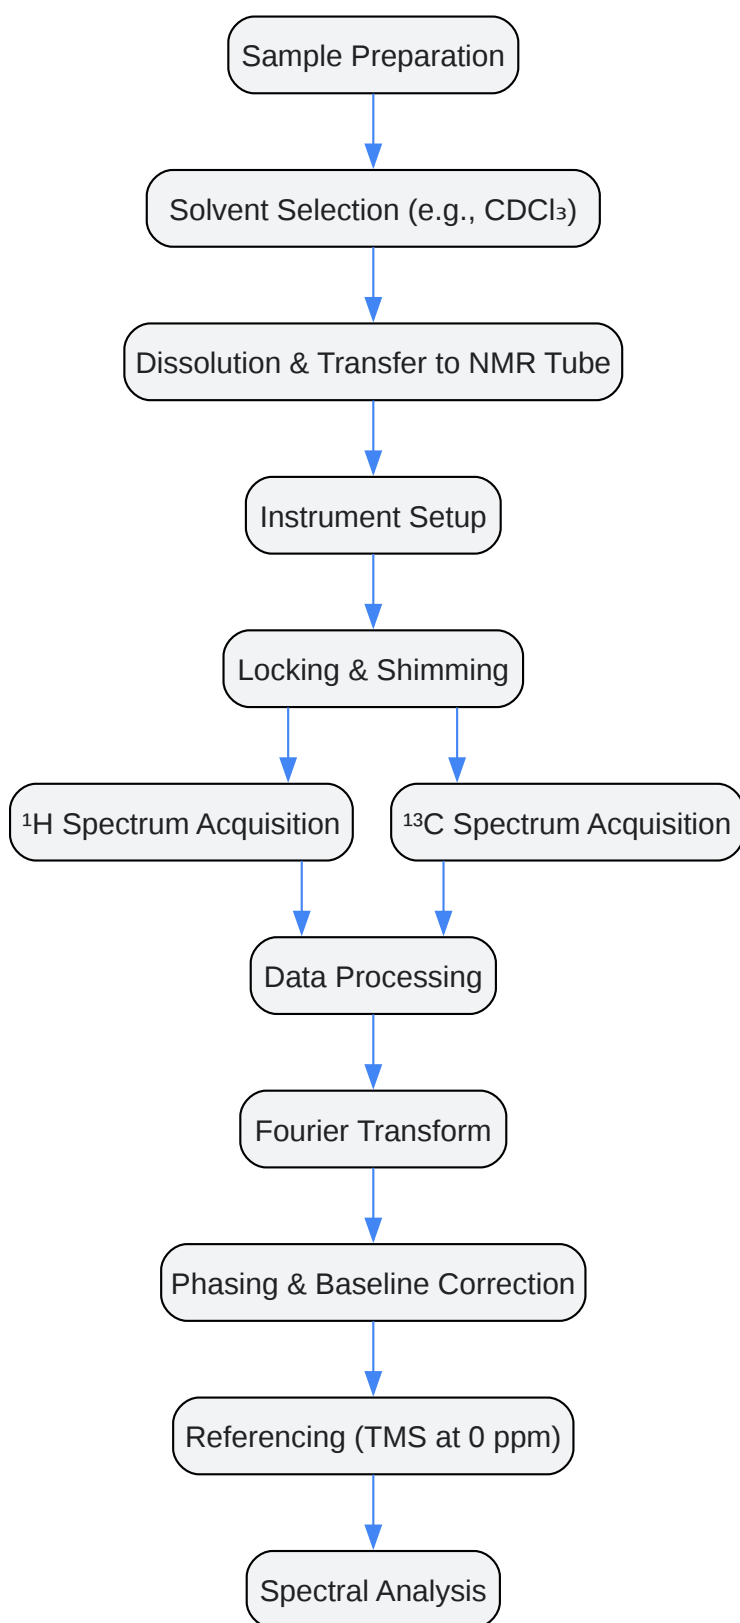 Sample Preparation
Solvent Selection (e.g., CDCl₃)
Dissolution & Transfer to NMR Tube
Instrument Setup
Locking & Shimming
¹H Spectrum Acquisition
¹³C Spectrum Acquisition
Data Processing
Fourier Transform
Phasing & Baseline Correction
Referencing (TMS at 0 ppm)
Spectral Analysis